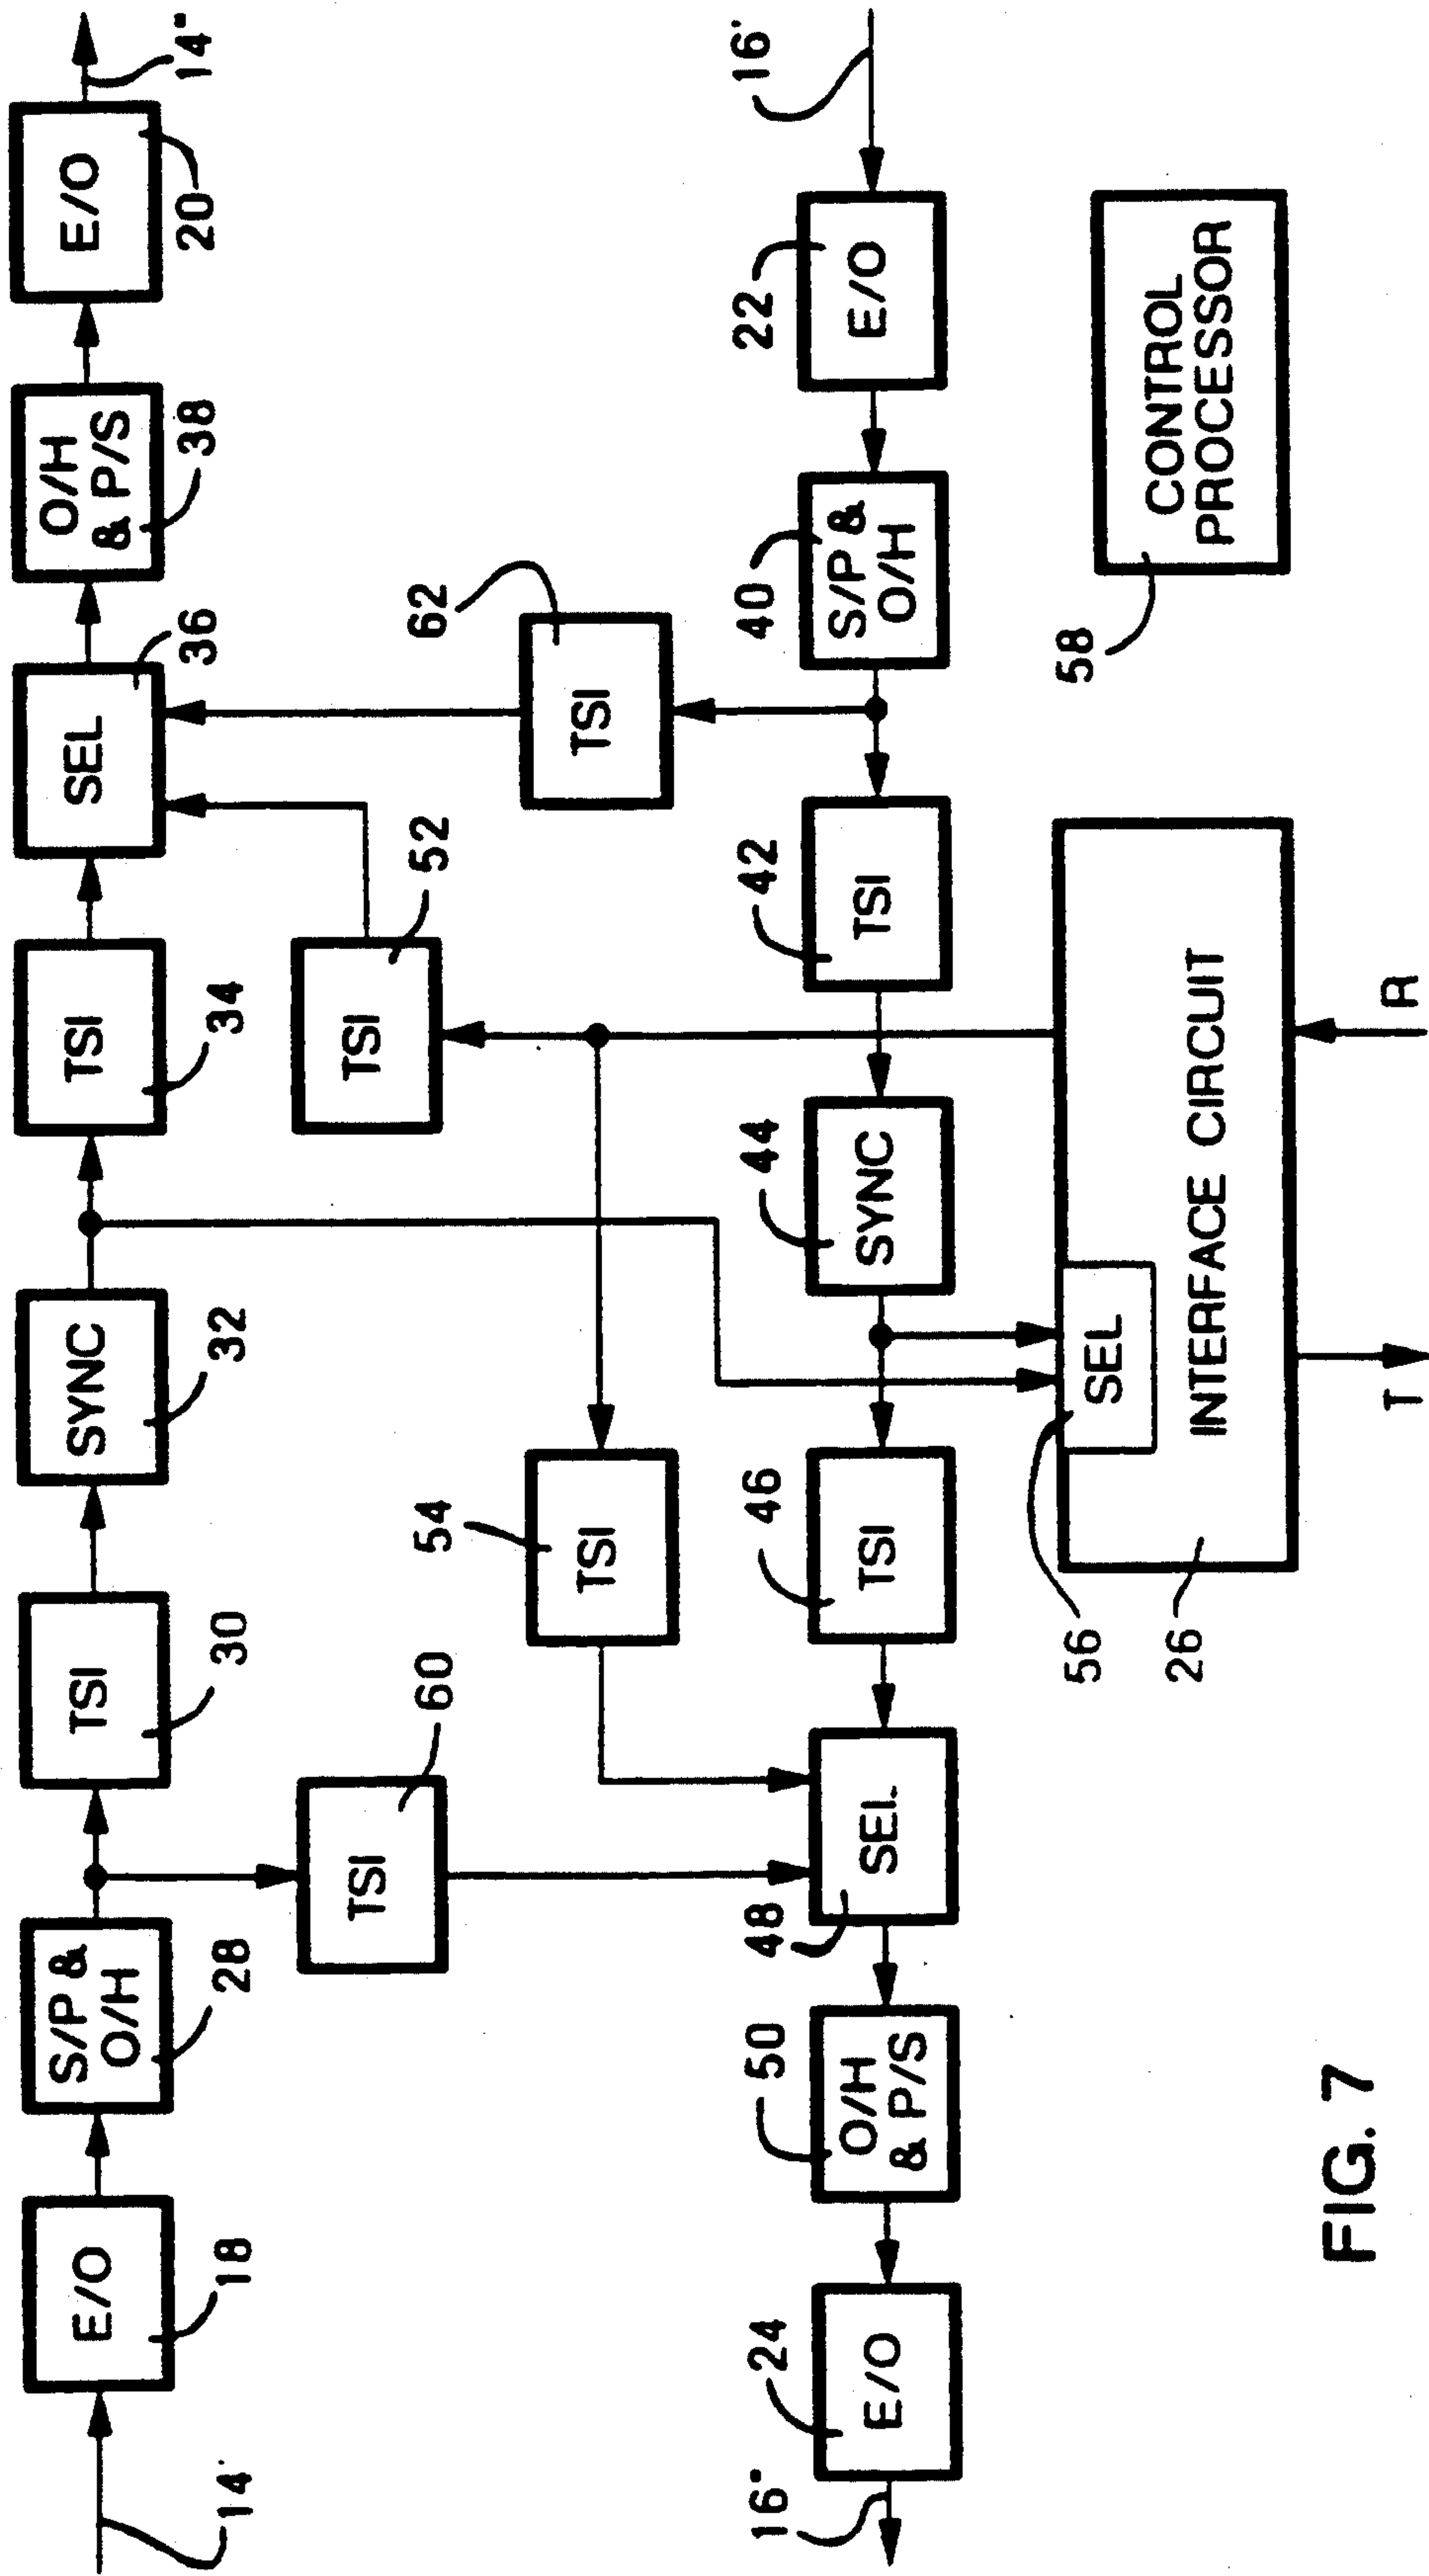 14'
E/O
18
S/P &
O/H
28
TSI
30
SYNC
32
TSI
34
SEL
36
O/H
& P/S
38
E/O
20
14"
TSI
60
TSI
54
TSI
52
TSI
62
16"
E/O
24
O/H
& P/S
50
SEL
48
TSI
46
SYNC
44
TSI
42
S/P &
O/H
40
E/O
22
16'
SEL
56
INTERFACE CIRCUIT
26
T
R
CONTROL
PROCESSOR
58
FIG. 7